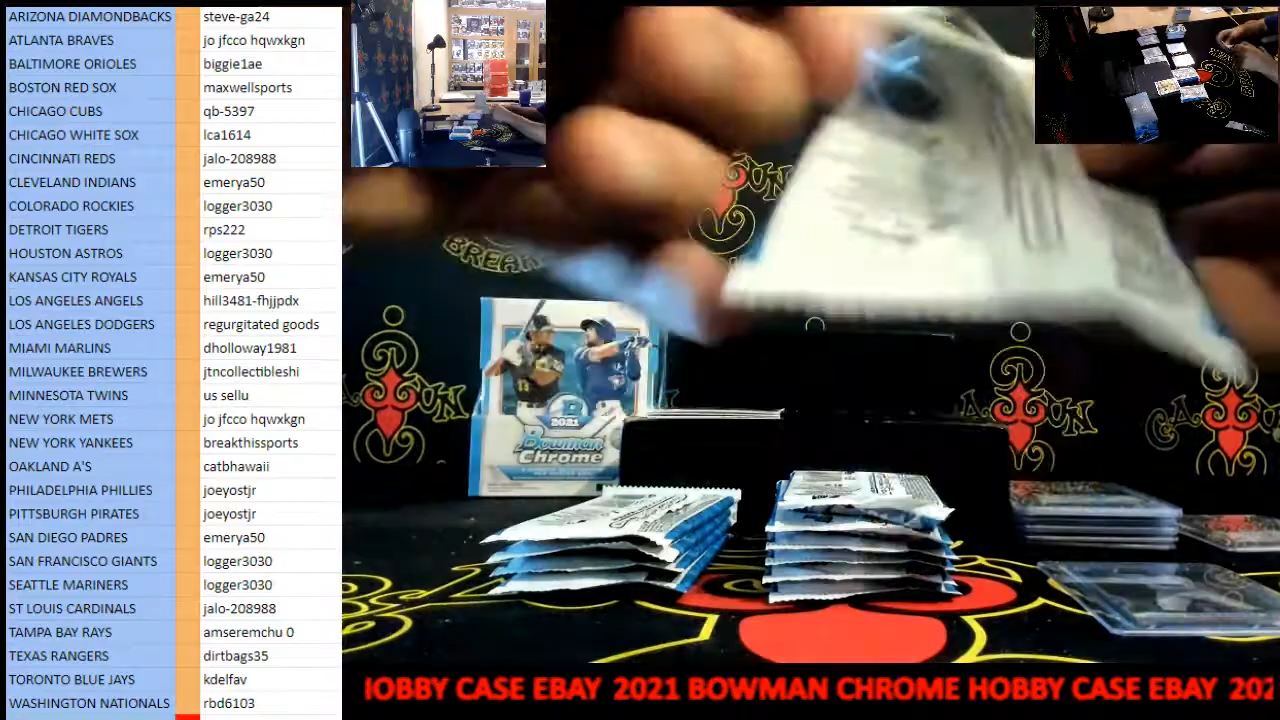 ARIZONA DIAMONDBACKS steve-ga24
ATLANTA BRAVES jo jfcco hqwxkgn
BALTIMORE ORIOLES biggie1ae
BOSTON RED SOX maxwellsports
CHICAGO CUBS qb-5397
CHICAGO WHITE SOX lca1614
CINCINNATI REDS jalo-208988
CLEVELAND INDIANS emerya50
COLORADO ROCKIES logger3030
DETROIT TIGERS rps222
HOUSTON ASTROS logger3030
KANSAS CITY ROYALS emerya50
LOS ANGELES ANGELS hill3481-fhjjpdx
LOS ANGELES DODGERS regurgitated goods
MIAMI MARLINS dholloway1981
MILWAUKEE BREWERS jtncollectibleshi
MINNESOTA TWINS us sellu
NEW YORK METS jo jfcco hqwxkgn
NEW YORK YANKEES breakthissports
OAKLAND A'S catbhawaii
PHILADELPHIA PHILLIES joeyostjr
PITTSBURGH PIRATES joeyostjr
SAN DIEGO PADRES emerya50
SAN FRANCISCO GIANTS logger3030
SEATTLE MARINERS logger3030
ST LOUIS CARDINALS jalo-208988
TAMPA BAY RAYS amseremchu 0
TEXAS RANGERS dirtbags35
TORONTO BLUE JAYS kdelfav
WASHINGTON NATIONALS rbd6103
BREAK
2021
Bowman
Chrome
HOBBY CASE EBAY 2021 BOWMAN CHROME HOBBY CASE EBAY 202